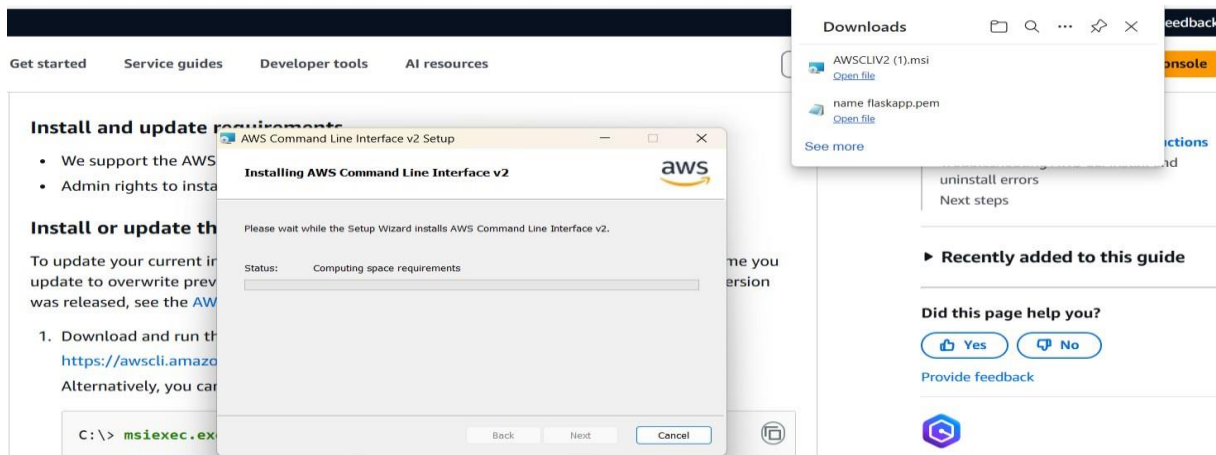 eedback
Get started Service guides Developer tools AI resources
onsole
Downloads
AWSCLIV2 (1).msi
Open file
name flaskapp.pem
Open file
See more
Install and update requirements
• We support the AWS
• Admin rights to insta
Install or update th
To update your current in
update to overwrite prev
was released, see the AW
me you
ersion
1. Download and run th
https://awscli.amazo
Alternatively, you can
C:\> msiexec.ex
AWS Command Line Interface v2 Setup
Installing AWS Command Line Interface v2
aws
Please wait while the Setup Wizard installs AWS Command Line Interface v2.
Status: Computing space requirements
Back Next Cancel
uctions
nd
uninstall errors
Next steps
▶ Recently added to this guide
Did this page help you?
Yes No
Provide feedback